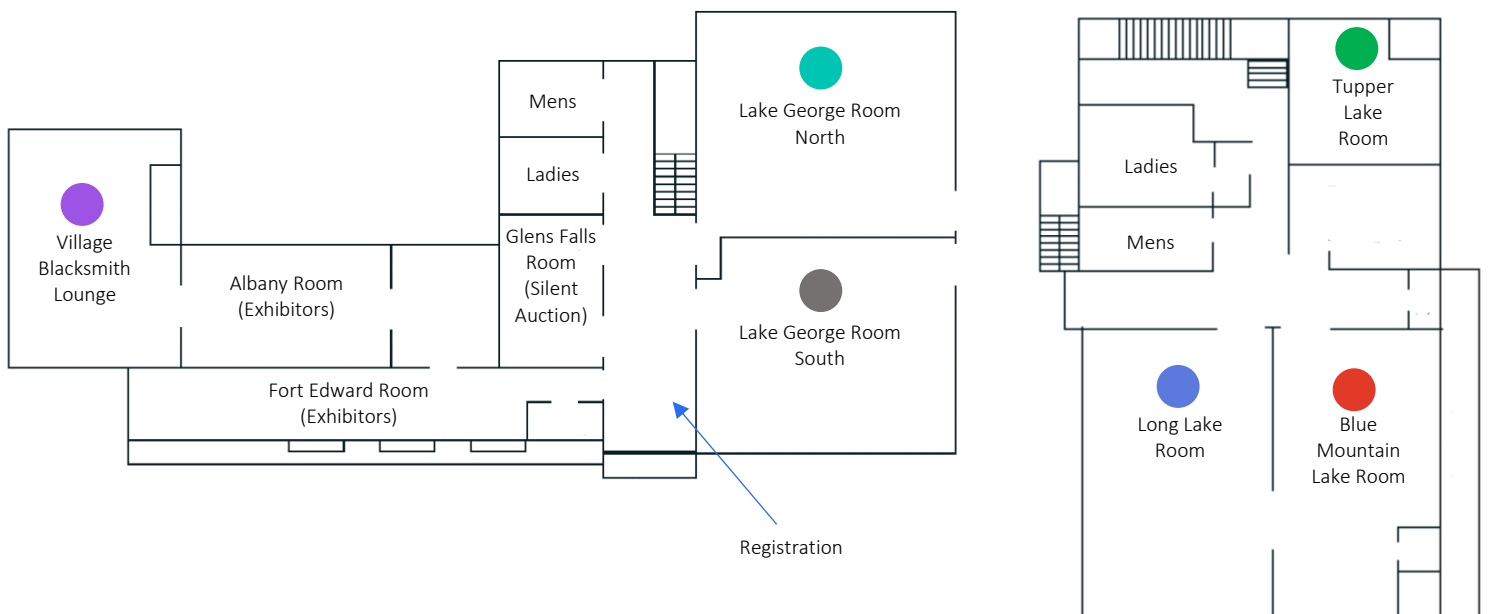 Mens
Ladies
Glens Falls
Room
(Silent
Auction)
Lake George Room
North
Lake George Room
South
Village
Blacksmith
Lounge
Albany Room
(Exhibitors)
Fort Edward Room
(Exhibitors)
Registration
Tupper
Lake
Room
Ladies
Mens
Long Lake
Room
Blue
Mountain
Lake Room